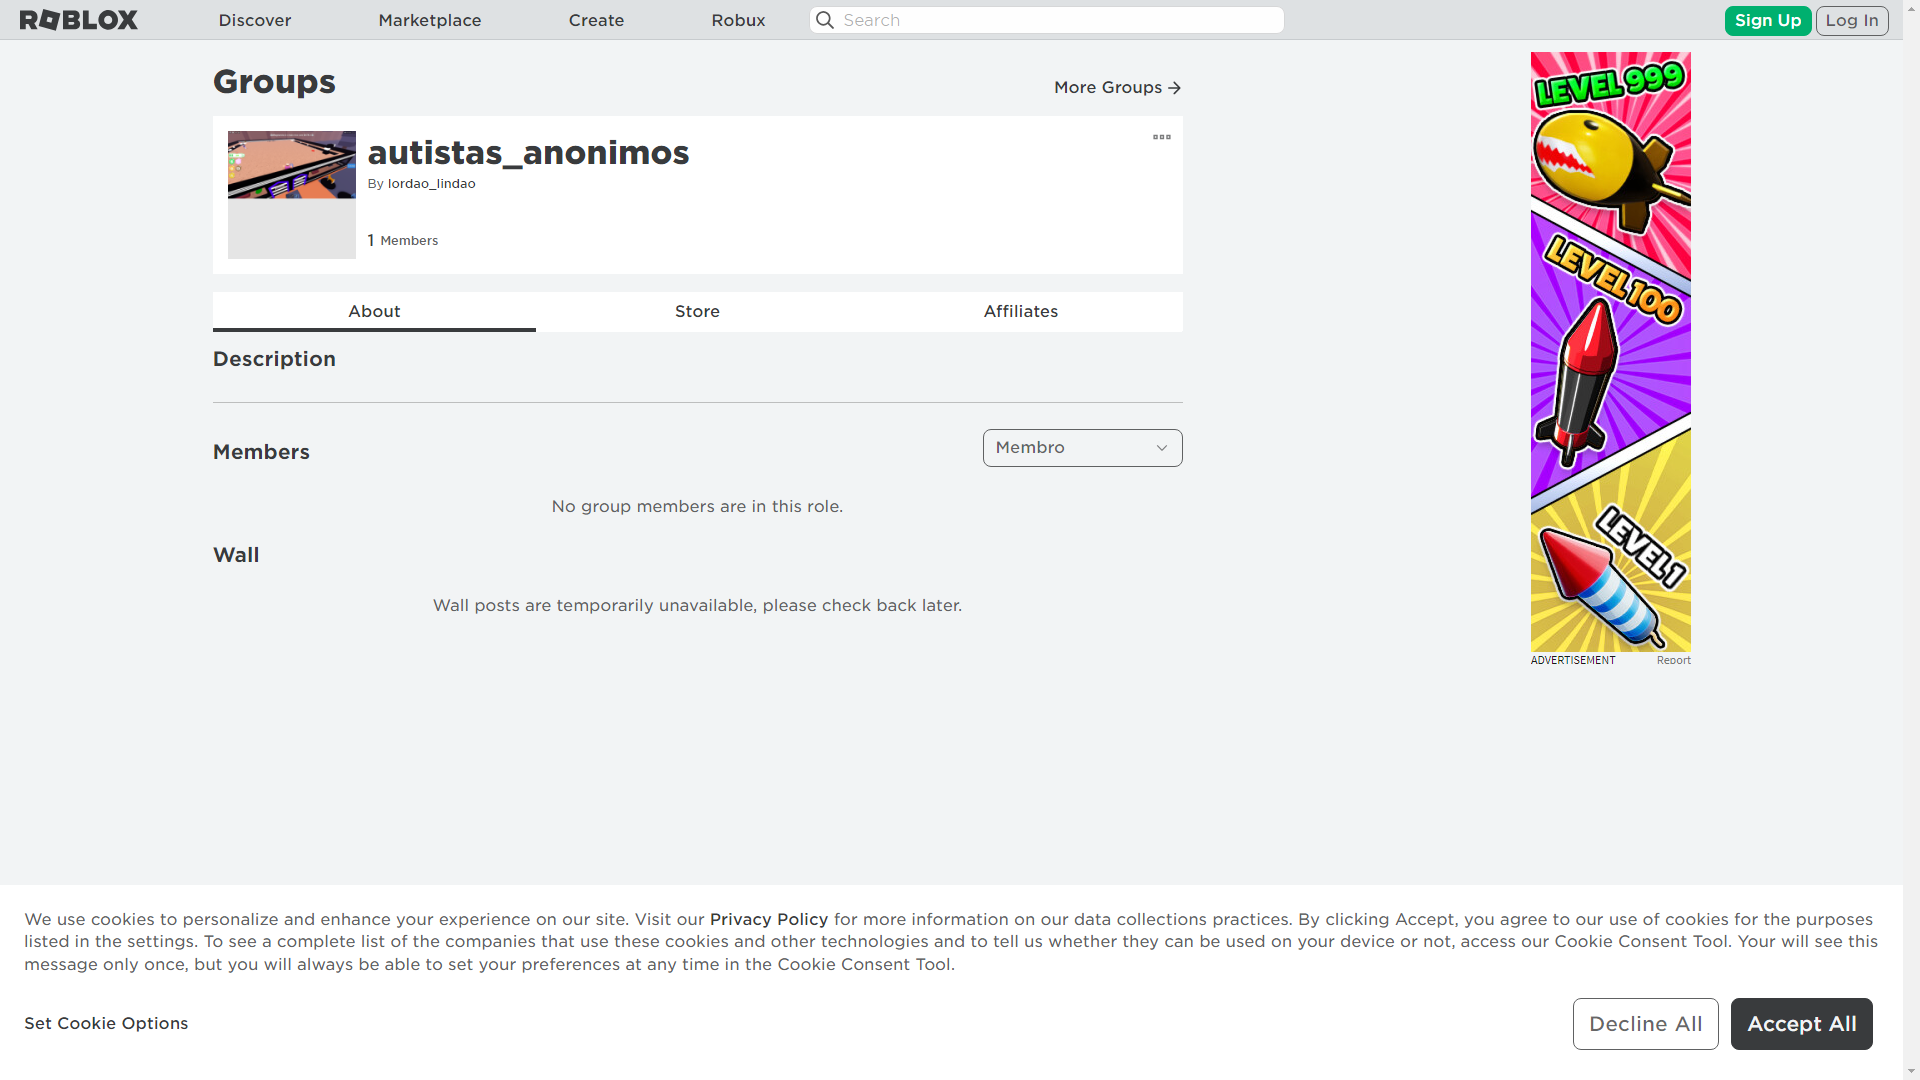 ROBLOX Discover Marketplace Create Robux Search Sign Up Log In
Groups
More Groups
autistas_anonimos
By lordao_lindao
1 Members
About Store Affiliates
Description
Members
Membro
No group members are in this role.
Wall
Wall posts are temporarily unavailable, please check back later.
LEVEL 999
LEVEL 100
LEVEL 1
ADVERTISEMENT Report
We use cookies to personalize and enhance your experience on our site. Visit our Privacy Policy for more information on our data collections practices. By clicking Accept, you agree to our use of cookies for the purposes
listed in the settings. To see a complete list of the companies that use these cookies and other technologies and to tell us whether they can be used on your device or not, access our Cookie Consent Tool. Your will see this
message only once, but you will always be able to set your preferences at any time in the Cookie Consent Tool.
Set Cookie Options
Decline All
Accept All